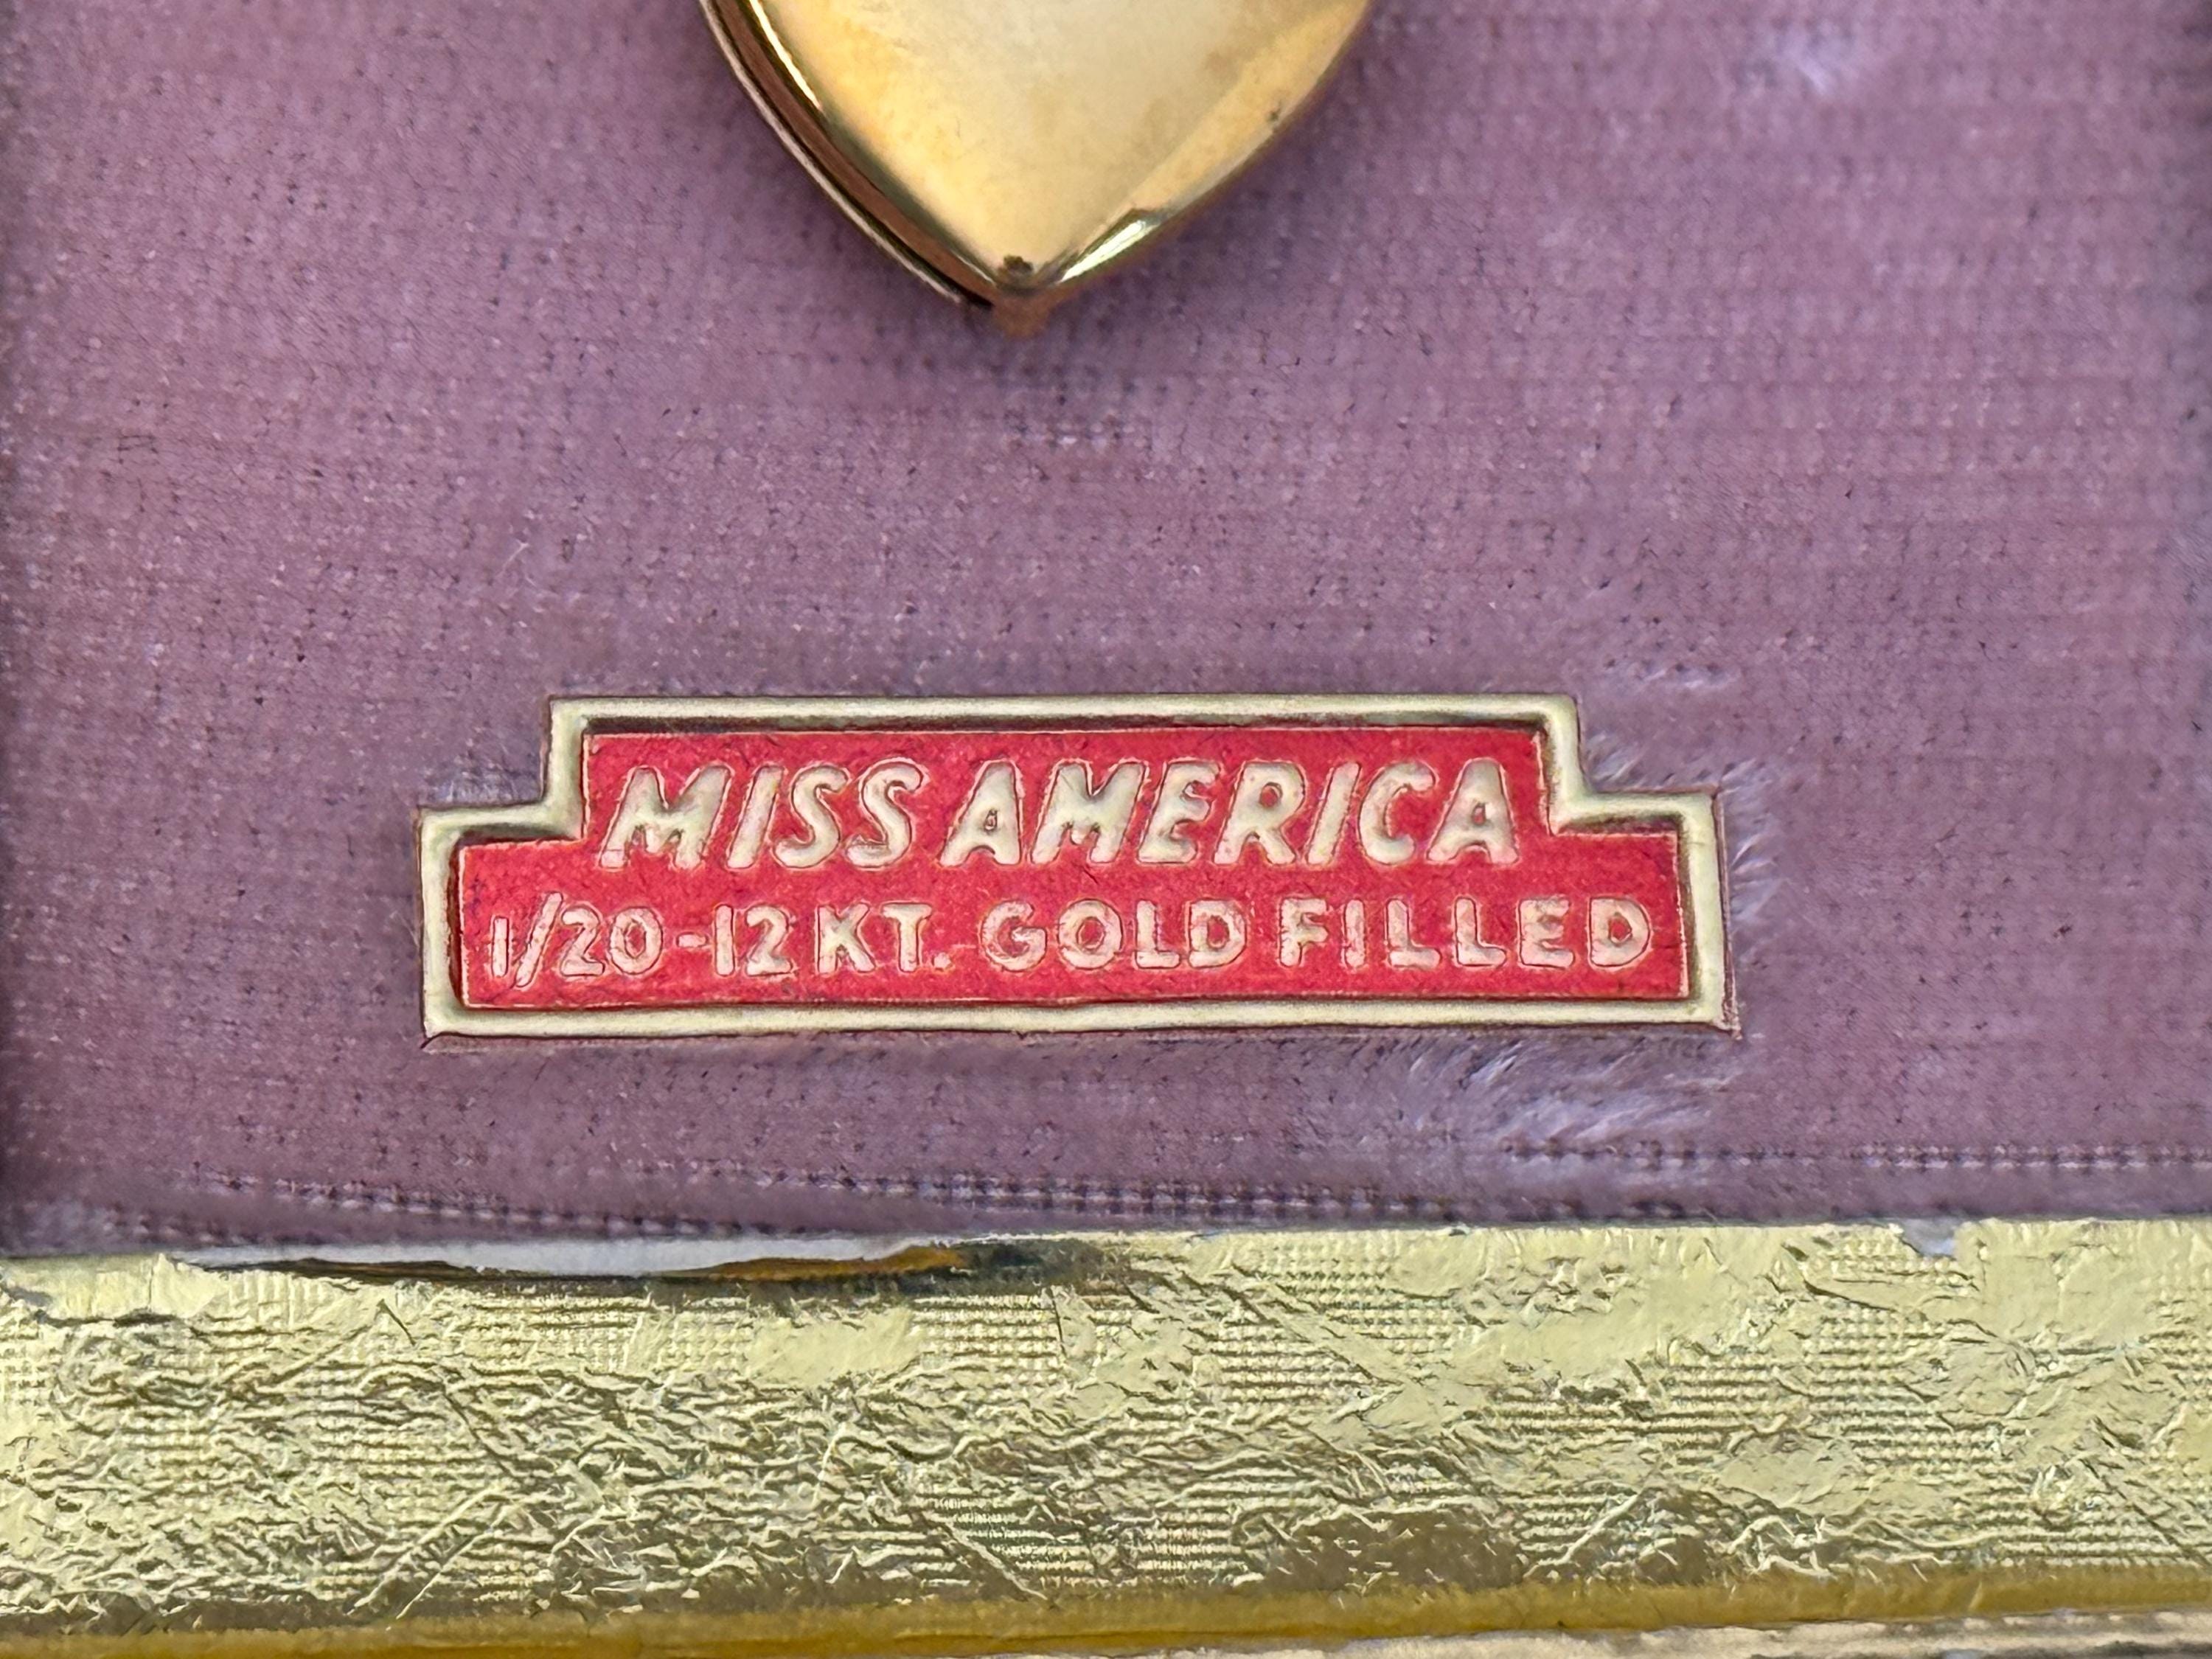 MISS AMERICA
1/20-12 KT. GOLD FILLED